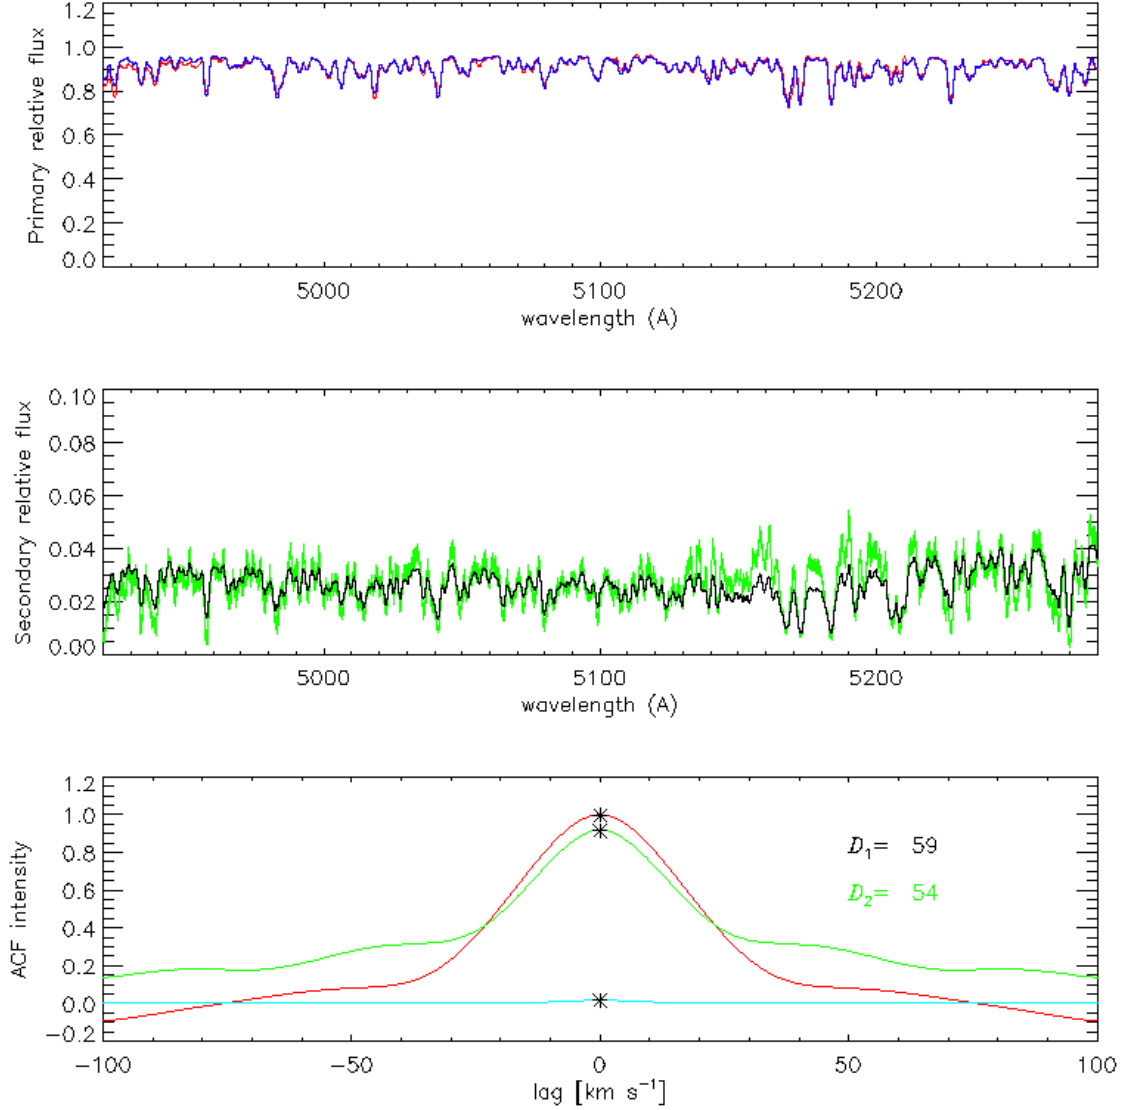 1.2
1.0
0.8
0.6
0.4
0.2
0.0
Primary relative flux
5000 5100 5200
wavelength (A)
0.10
0.08
0.06
0.04
0.02
0.00
Secondary relative flux
5000 5100 5200
wavelength (A)
1.2
1.0
0.8
0.6
0.4
0.2
0.0
−0.2
ACF intensity
D₁= 59
D₂= 54
−100 −50 0 50 100
lag [km s⁻¹]